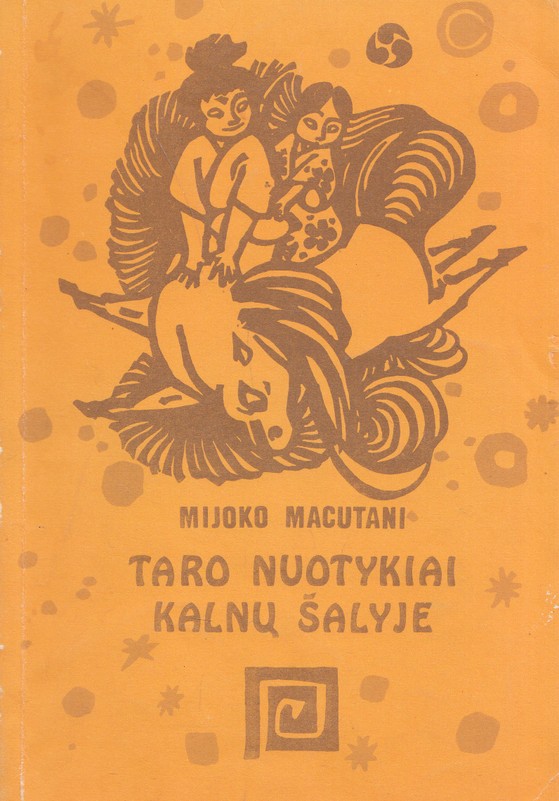 MIJOKO MACUTANI
TARO NUOTYKIAI
KALNŲ ŠALYJE